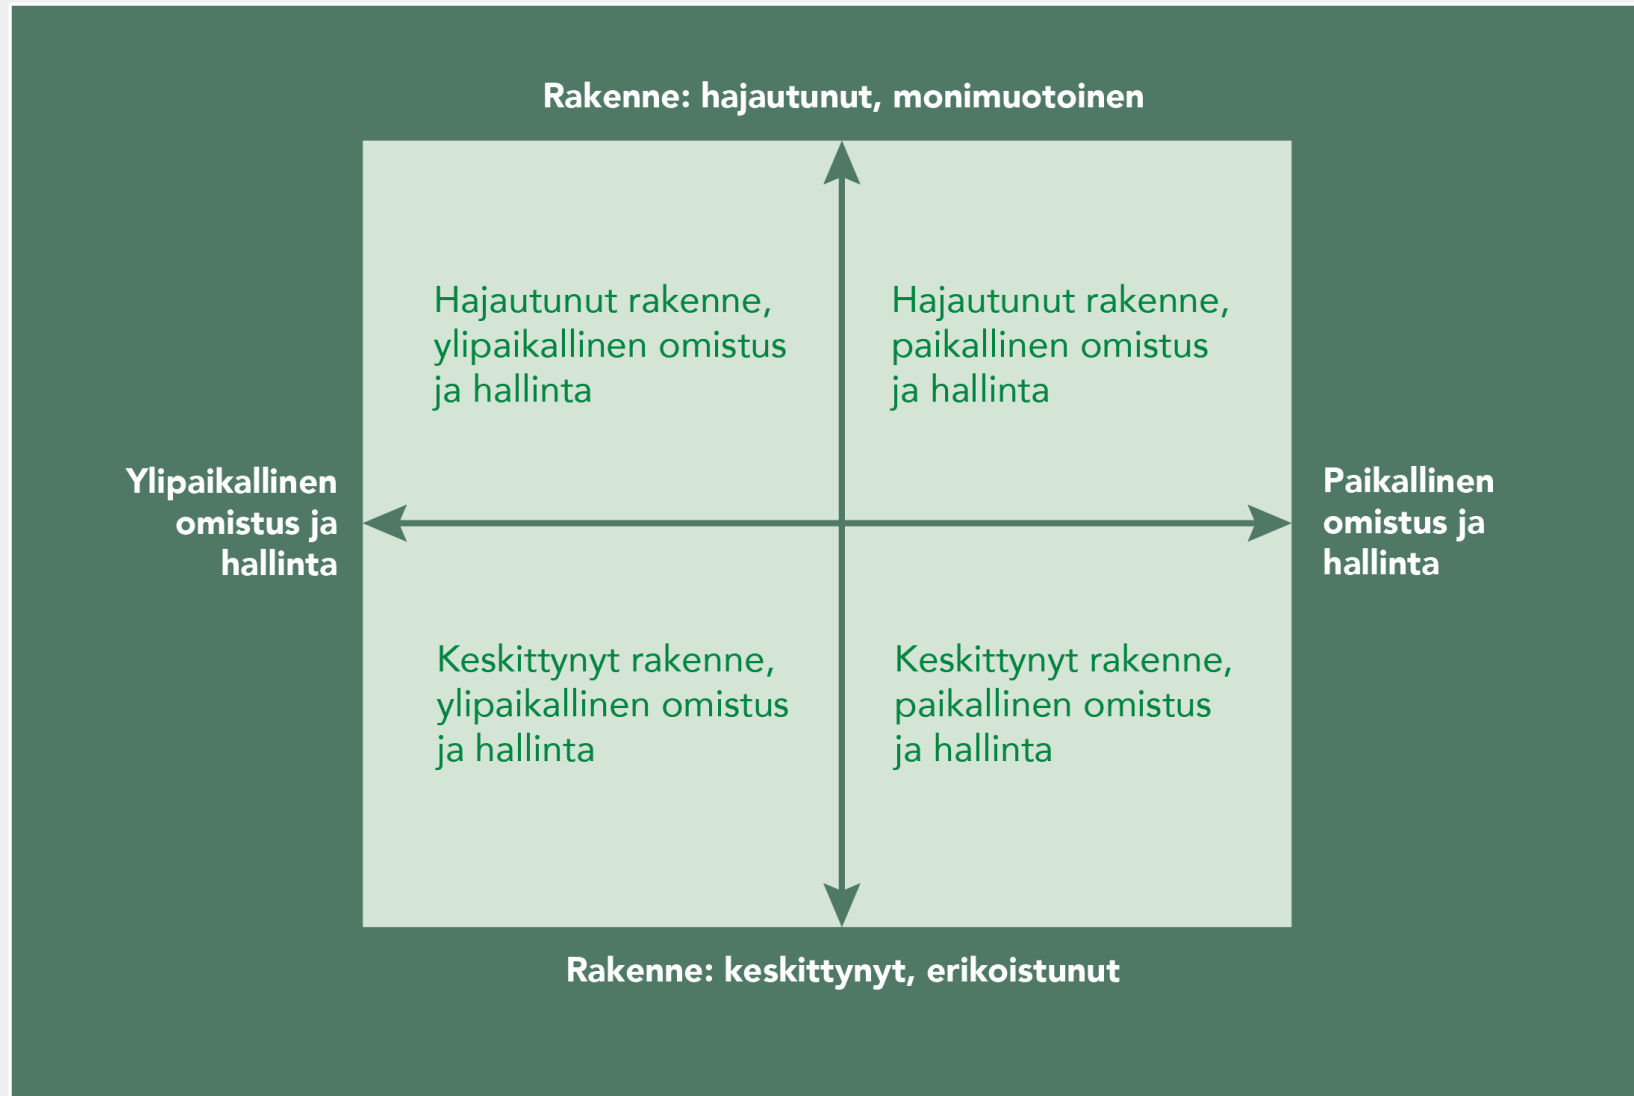 Rakenne: hajautunut, monimuotoinen
Hajautunut rakenne,
ylipaikallinen omistus
ja hallinta
Hajautunut rakenne,
paikallinen omistus
ja hallinta
Ylipaikallinen
omistus ja
hallinta
Paikallinen
omistus ja
hallinta
Keskittynyt rakenne,
ylipaikallinen omistus
ja hallinta
Keskittynyt rakenne,
paikallinen omistus
ja hallinta
Rakenne: keskittynyt, erikoistunut